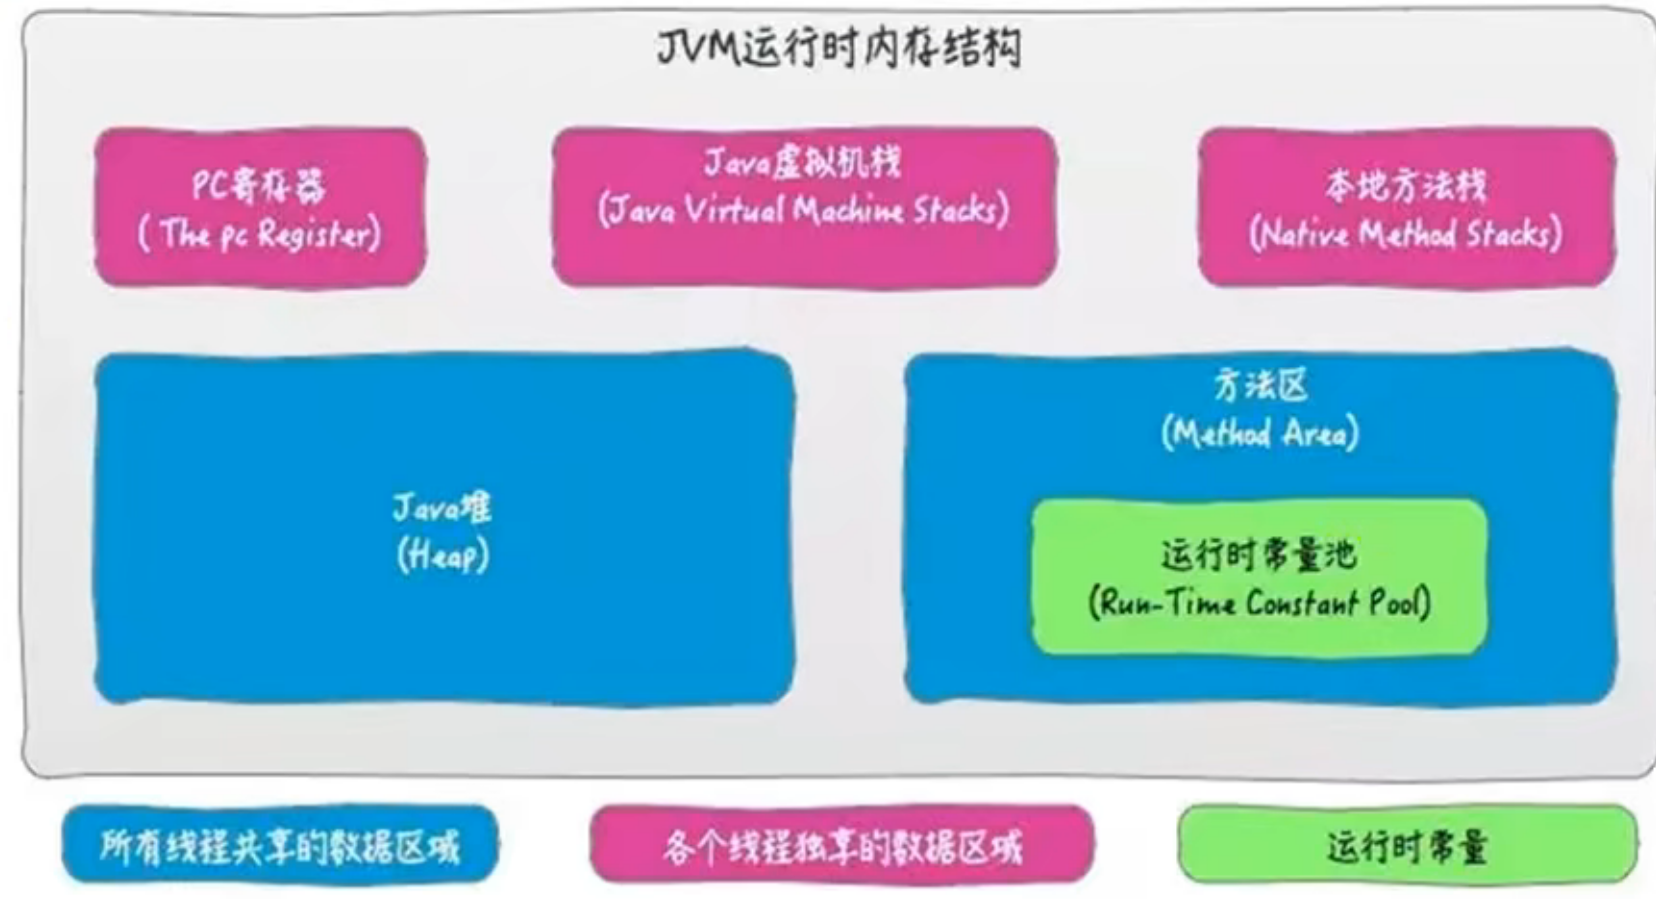 JVM运行时内存结构
PC寄存器
( The pc Register)
Java虚拟机栈
(Java Virtual Machine Stacks)
本地方法栈
(Native Method Stacks)
Java堆
(Heap)
方法区
(Method Area)
运行时常量池
(Run-Time Constant Pool)
所有线程共享的数据区域
各个线程独享的数据区域
运行时常量